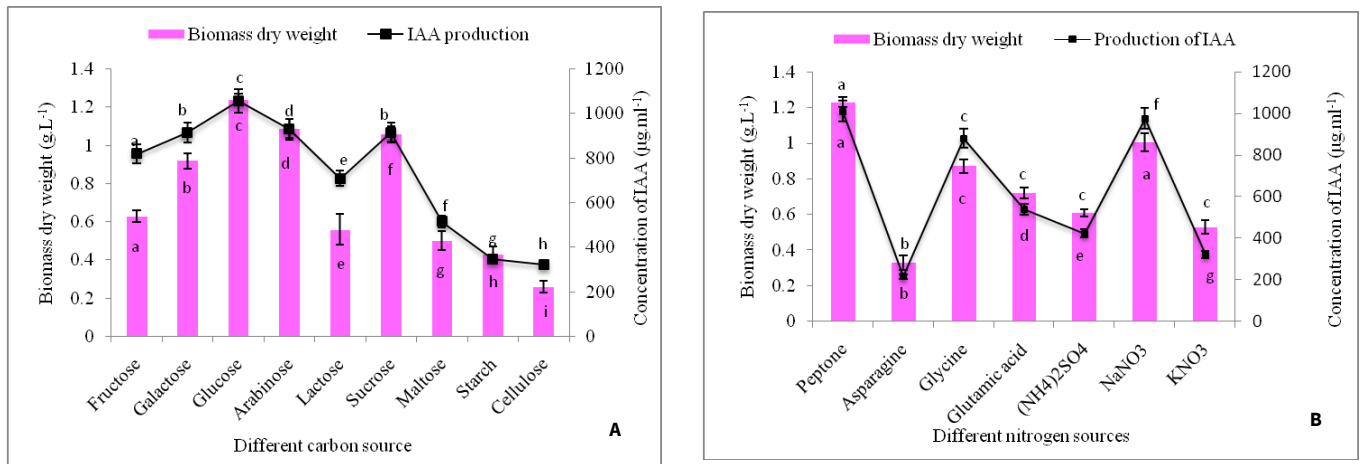 Biomass dry weight
IAA production
Biomass dry weight (g.L-1)
1.4
1.2
1
0.8
0.6
0.4
0.2
0
1200
1000
800
600
400
200
0
Concentration of IAA (µg.ml-1)
a
b
c
d
e
b
f
g
h
a
b
c
d
e
f
g
h
i
Fructose
Galactose
Glucose
Arabinose
Lactose
Sucrose
Maltose
Starch
Cellulose
Different carbon source
A
Biomass dry weight
Production of IAA
Biomass dry weight (g.L-1)
1.4
1.2
1
0.8
0.6
0.4
0.2
0
1200
1000
800
600
400
200
0
Concentration of IAA (µg.ml-1)
a
b
c
c
c
f
c
a
b
c
d
e
a
g
Peptone
Asparagine
Glycine
Glutamic acid
(NH4)2SO4
NaNO3
KNO3
Different nitrogen sources
B